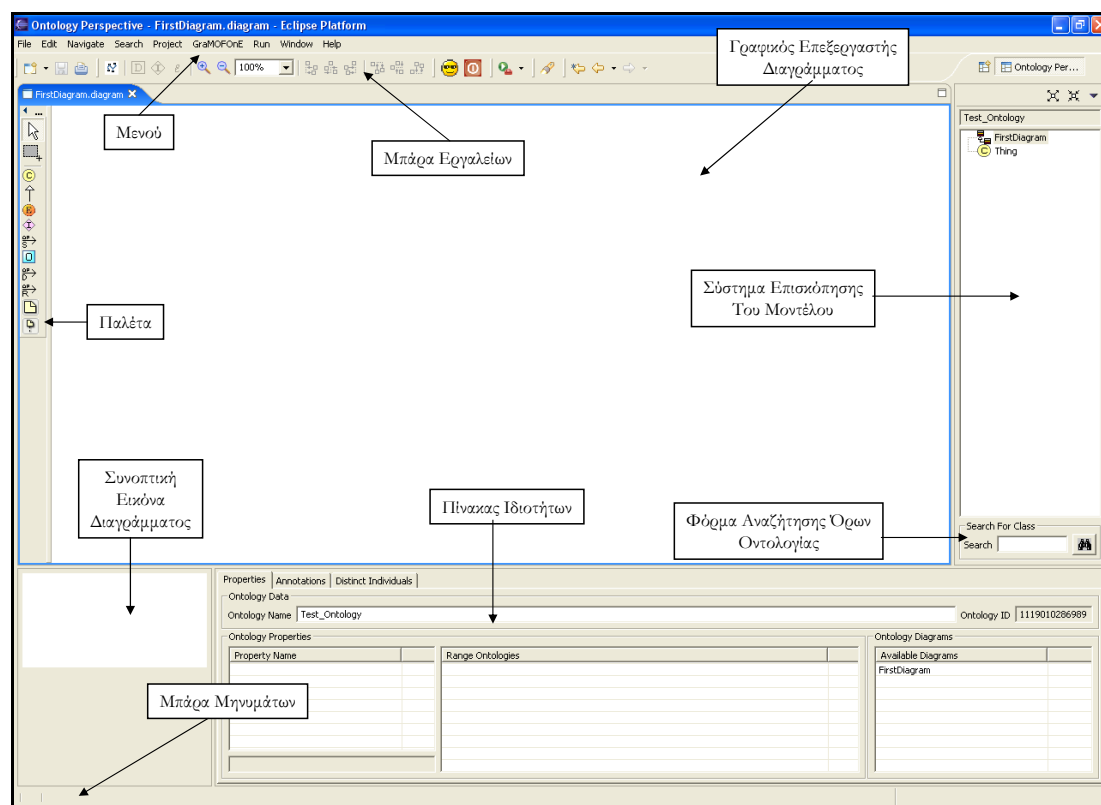 Ontology Perspective - FirstDiagram.diagram - Eclipse Platform
File Edit Navigate Search Project GraMOFOnE Run Window Help
100%
Ontology Per...
Γραφικός Επεξεργαστής
Διαγράμματος
FirstDiagram.diagram
Μενού
Μπάρα Εργαλείων
Test_Ontology
FirstDiagram
Thing
Σύστημα Επισκόπησης
Του Μοντέλου
Παλέτα
Συνοπτική
Εικόνα
Διαγράμματος
Πίνακας Ιδιοτήτων
Φόρμα Αναζήτησης Όρων
Οντολογίας
Search For Class
Search
Properties Annotations Distinct Individuals
Ontology Data
Ontology Name Test_Ontology Ontology ID 1119010286989
Ontology Properties Ontology Diagrams
Property Name Range Ontologies Available Diagrams
FirstDiagram
Μπάρα Μηνυμάτων